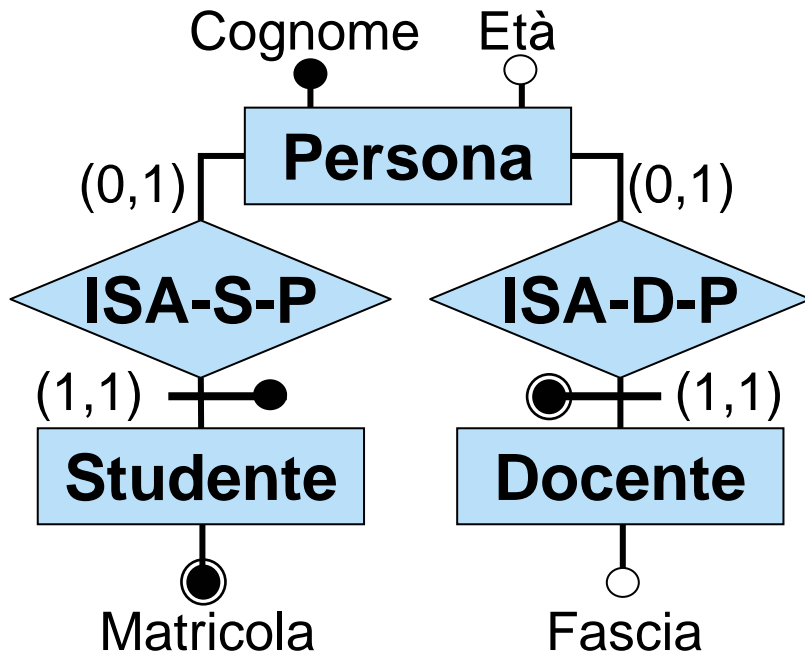 Cognome Età
Persona
(0,1) (0,1)
ISA-S-P ISA-D-P
(1,1) (1,1)
Studente Docente
Matricola Fascia